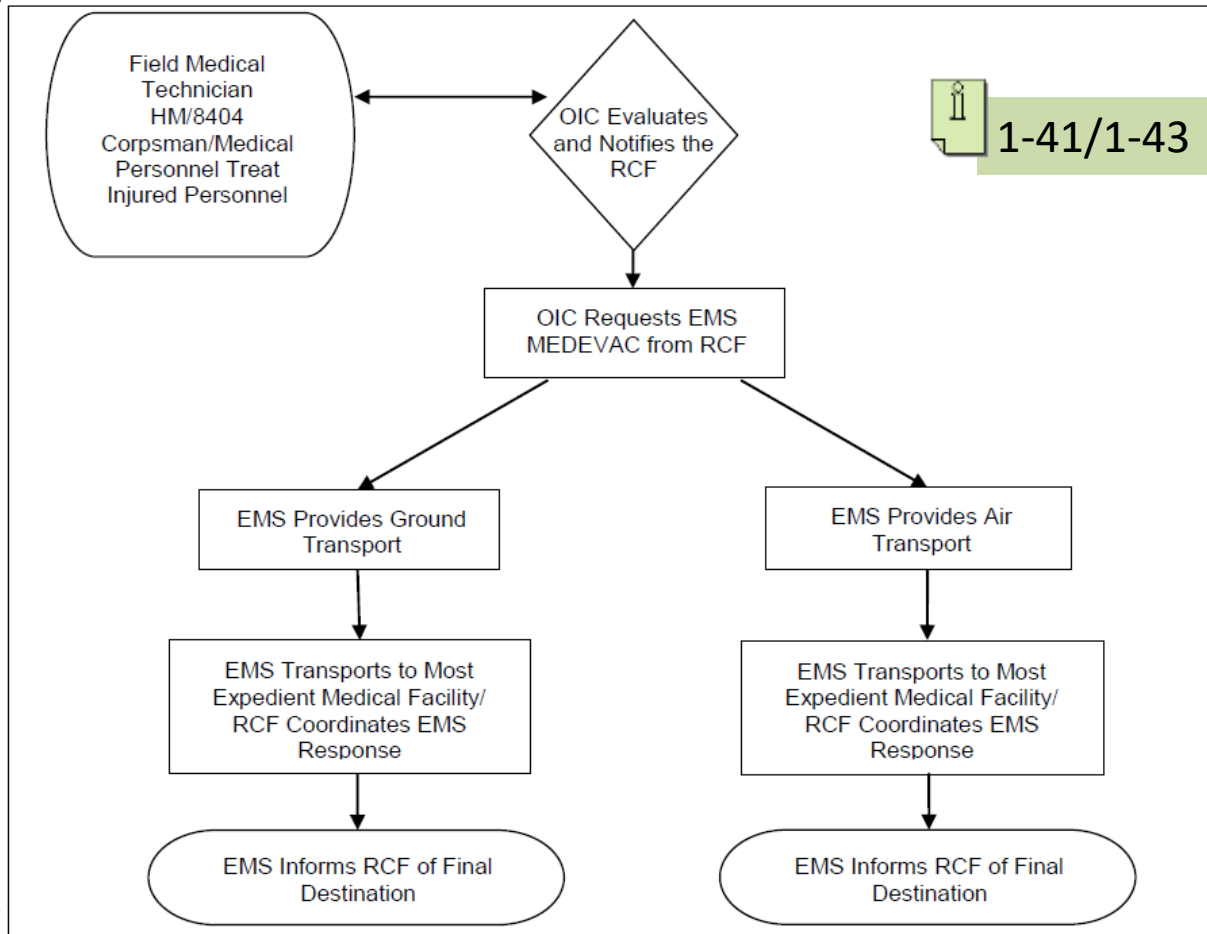 Field Medical
Technician
HM/8404
Corpsman/Medical
Personnel Treat
Injured Personnel
OIC Evaluates
and Notifies the
RCF
1-41/1-43
OIC Requests EMS
MEDEVAC from RCF
EMS Provides Ground
Transport
EMS Provides Air
Transport
EMS Transports to Most
Expedient Medical Facility/
RCF Coordinates EMS
Response
EMS Transports to Most
Expedient Medical Facility/
RCF Coordinates EMS
Response
EMS Informs RCF of Final
Destination
EMS Informs RCF of Final
Destination